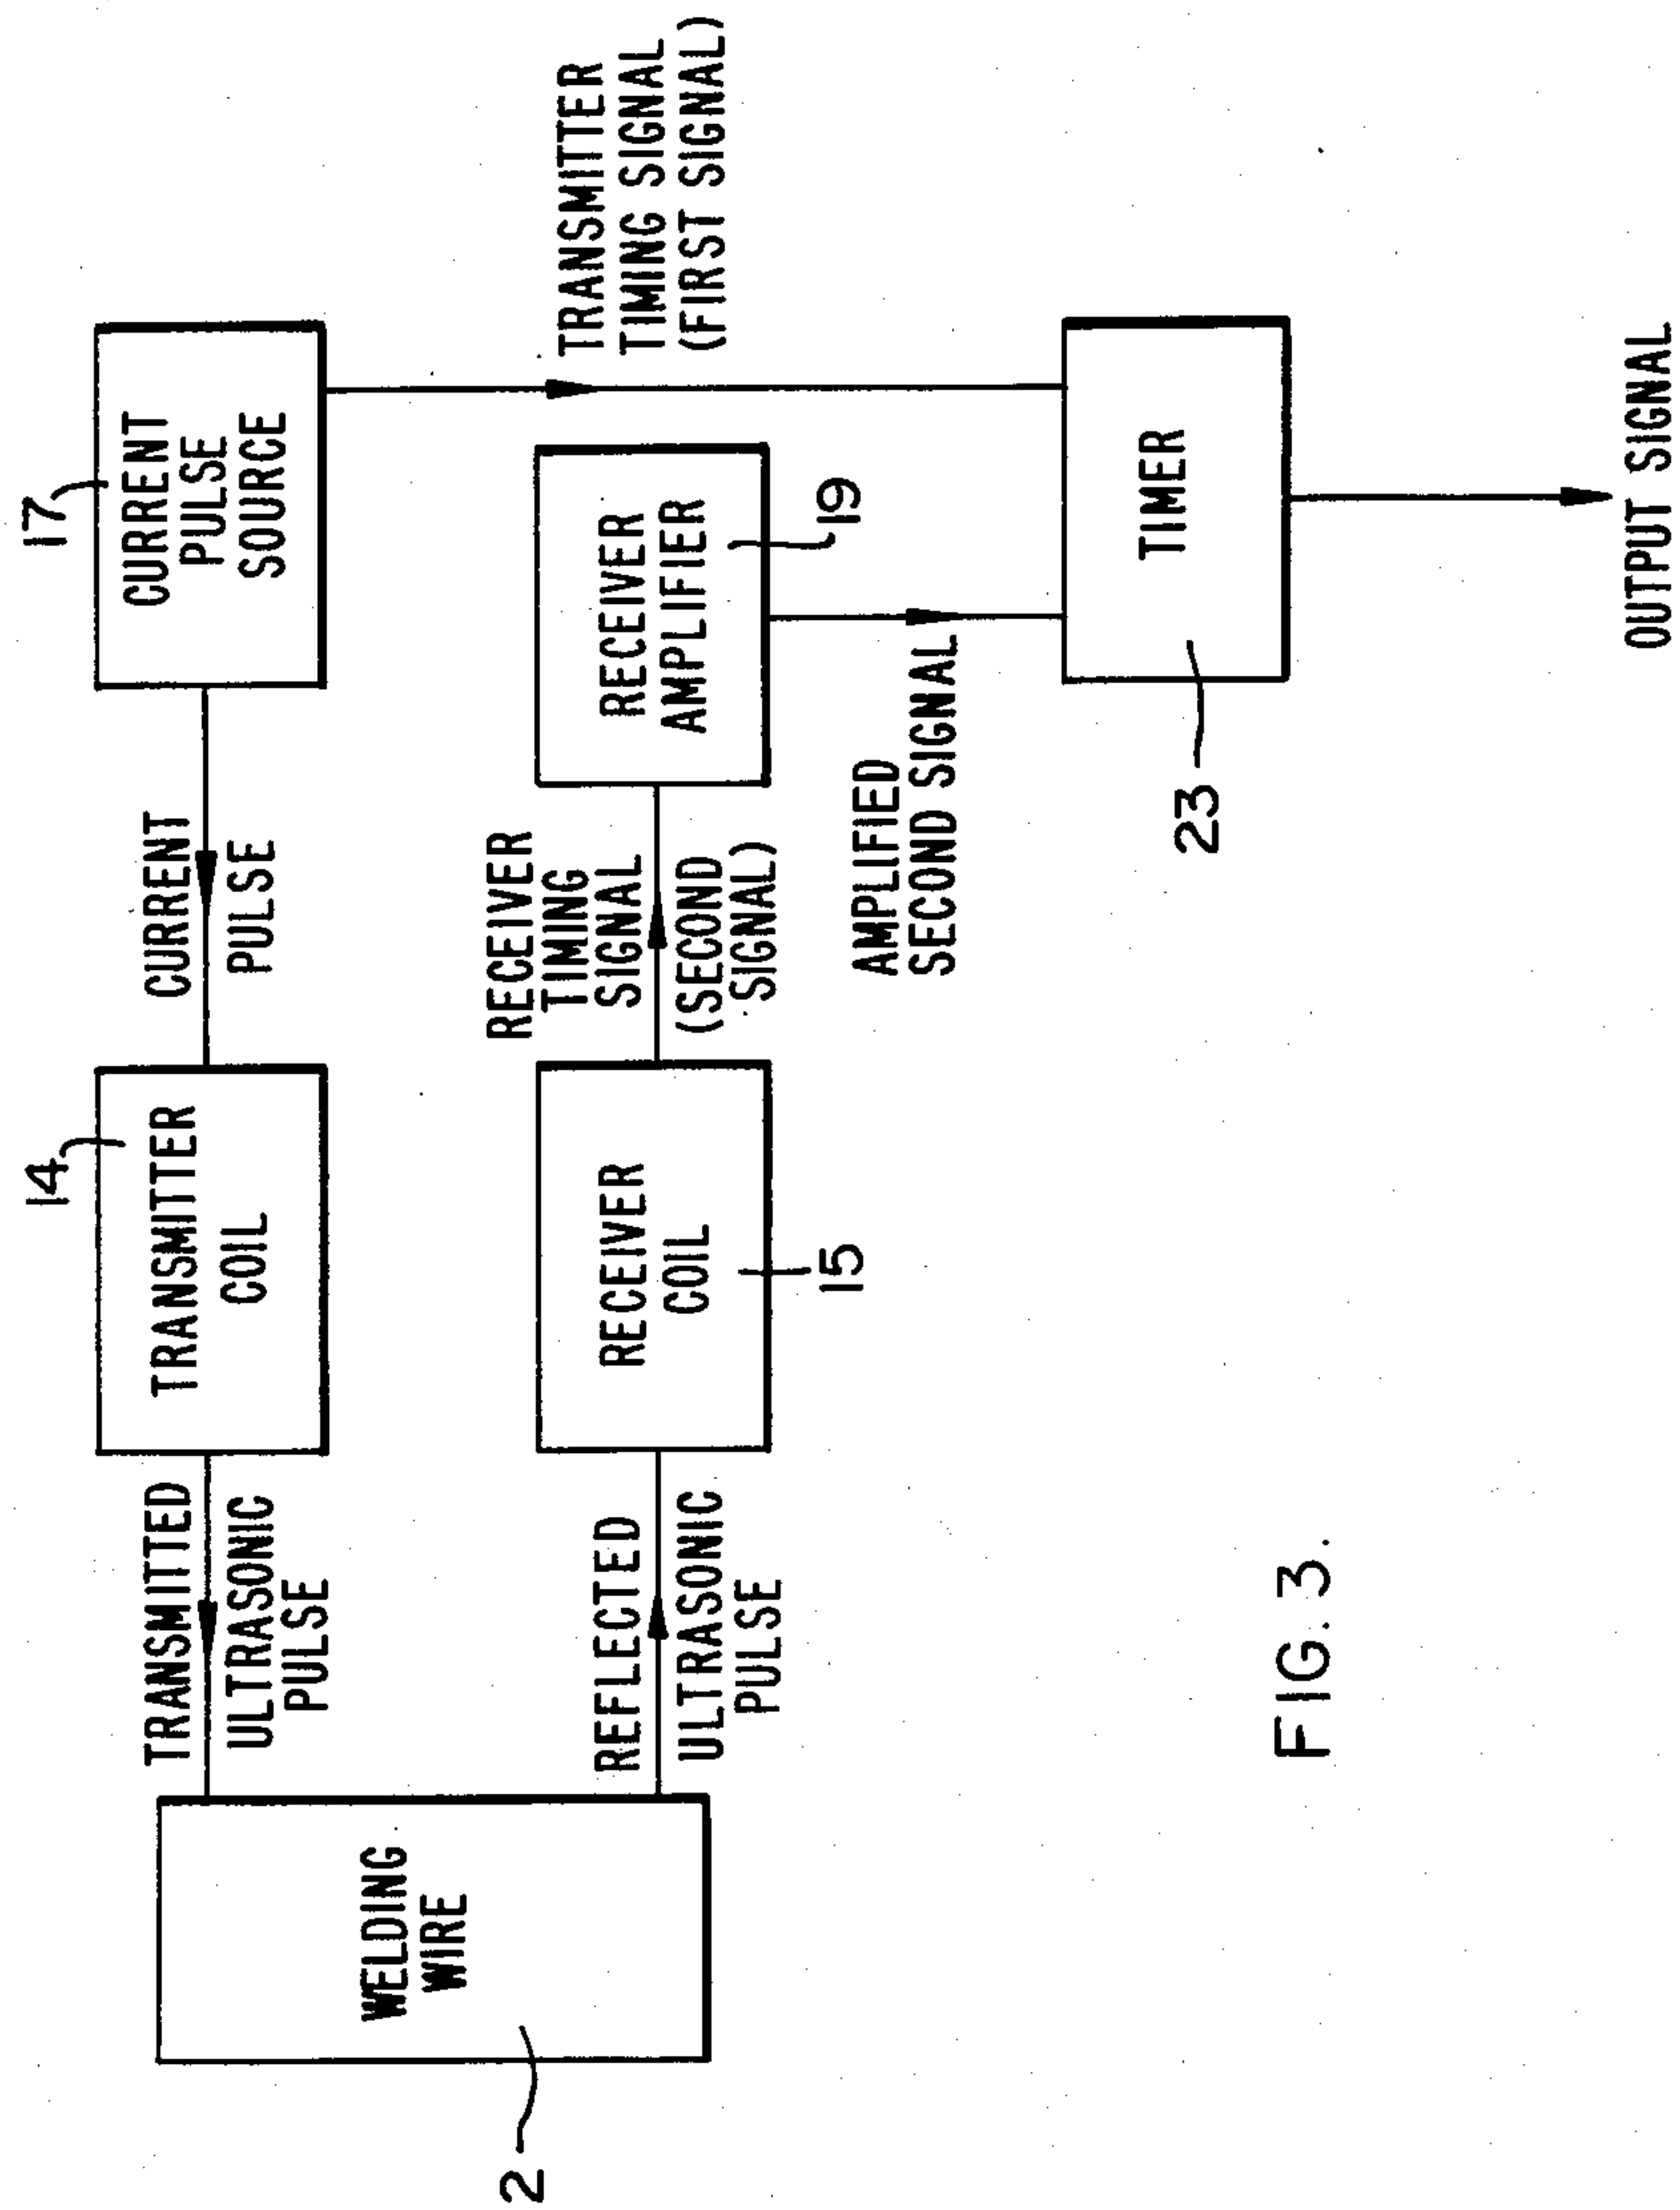 17
CURRENT
PULSE
SOURCE
CURRENT
PULSE
14
TRANSMITTER
COIL
TRANSMITTED
ULTRASONIC
PULSE
WELDING
WIRE
2
REFLECTED
ULTRASONIC
PULSE
RECEIVER
COIL
15
RECEIVER
TIMING
SIGNAL
(SECOND
SIGNAL)
RECEIVER
AMPLIFIER
19
TRANSMITTER
TIMING SIGNAL
(FIRST SIGNAL)
AMPLIFIED
SECOND SIGNAL
TIMER
23
OUTPUT SIGNAL
FIG. 3.